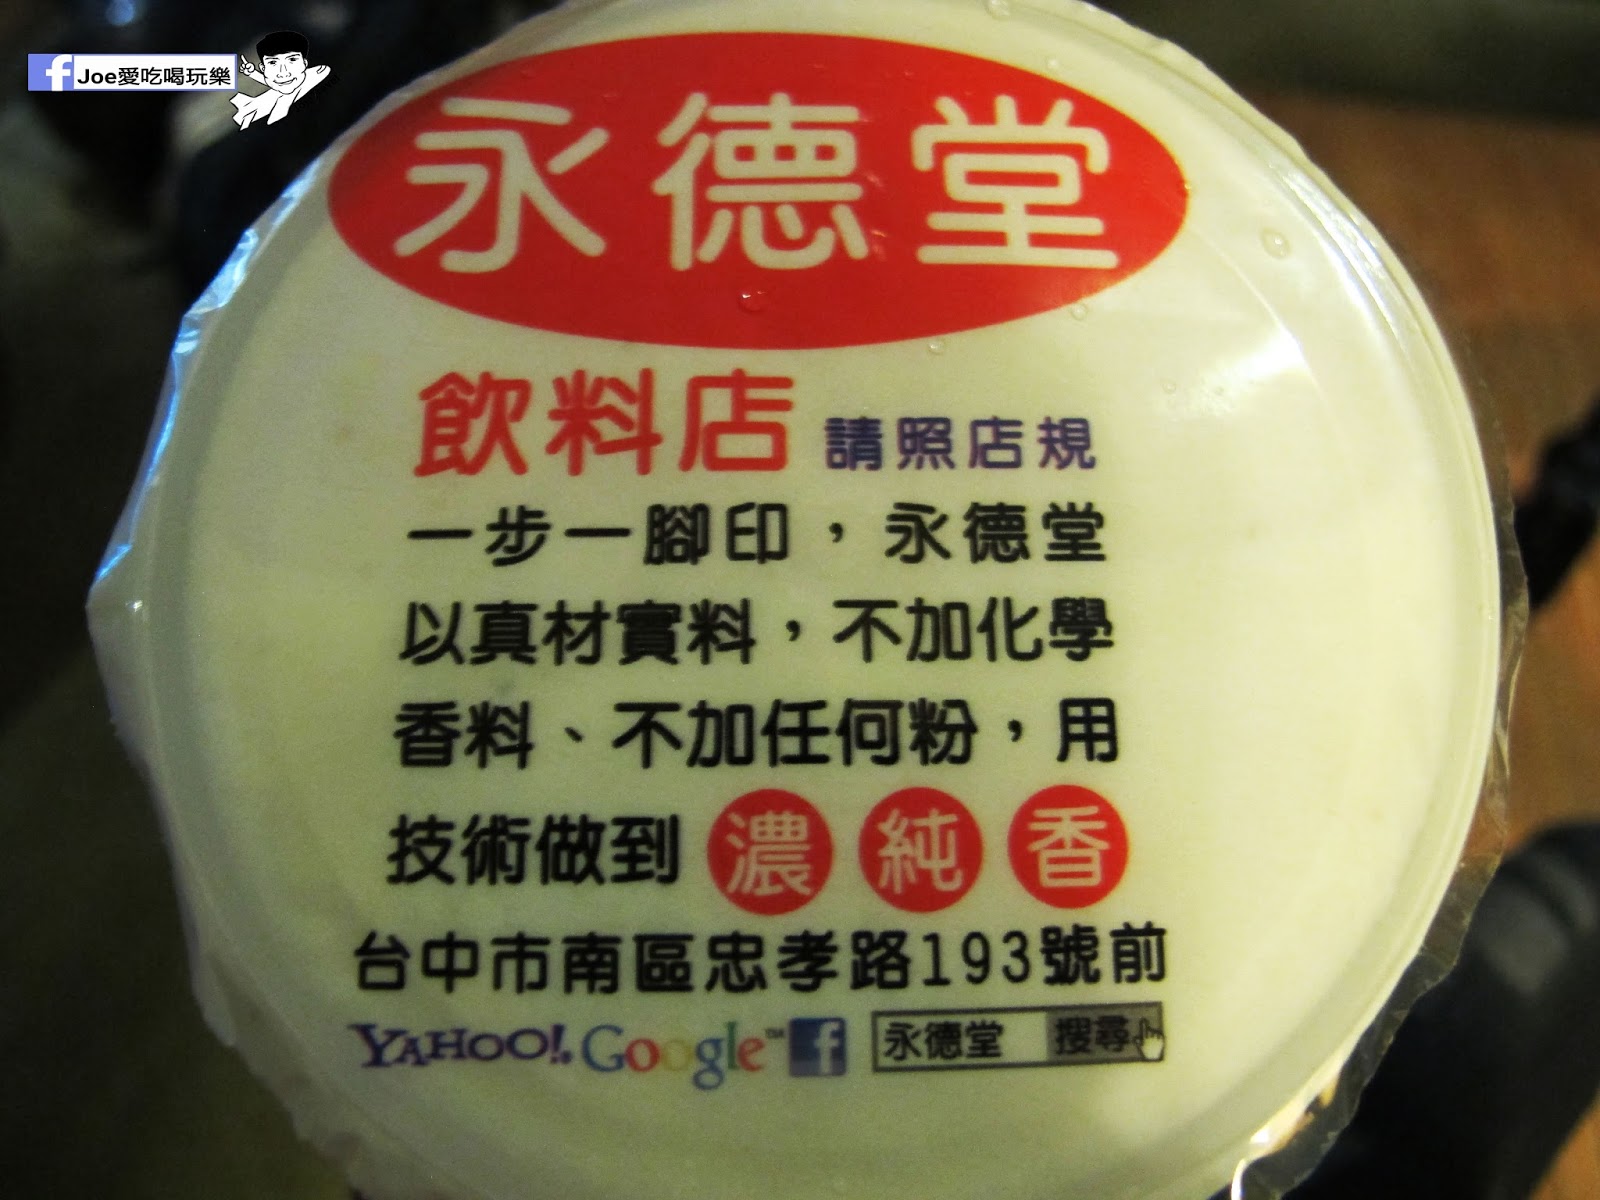 Joe愛吃喝玩樂
永德堂
飲料店 請照店規
一步一腳印，永德堂
以真材實料，不加化學
香料、不加任何粉，用
技術做到 濃 純 香
台中市南區忠孝路193號前
YAHOO! Google™ f 永德堂 搜尋